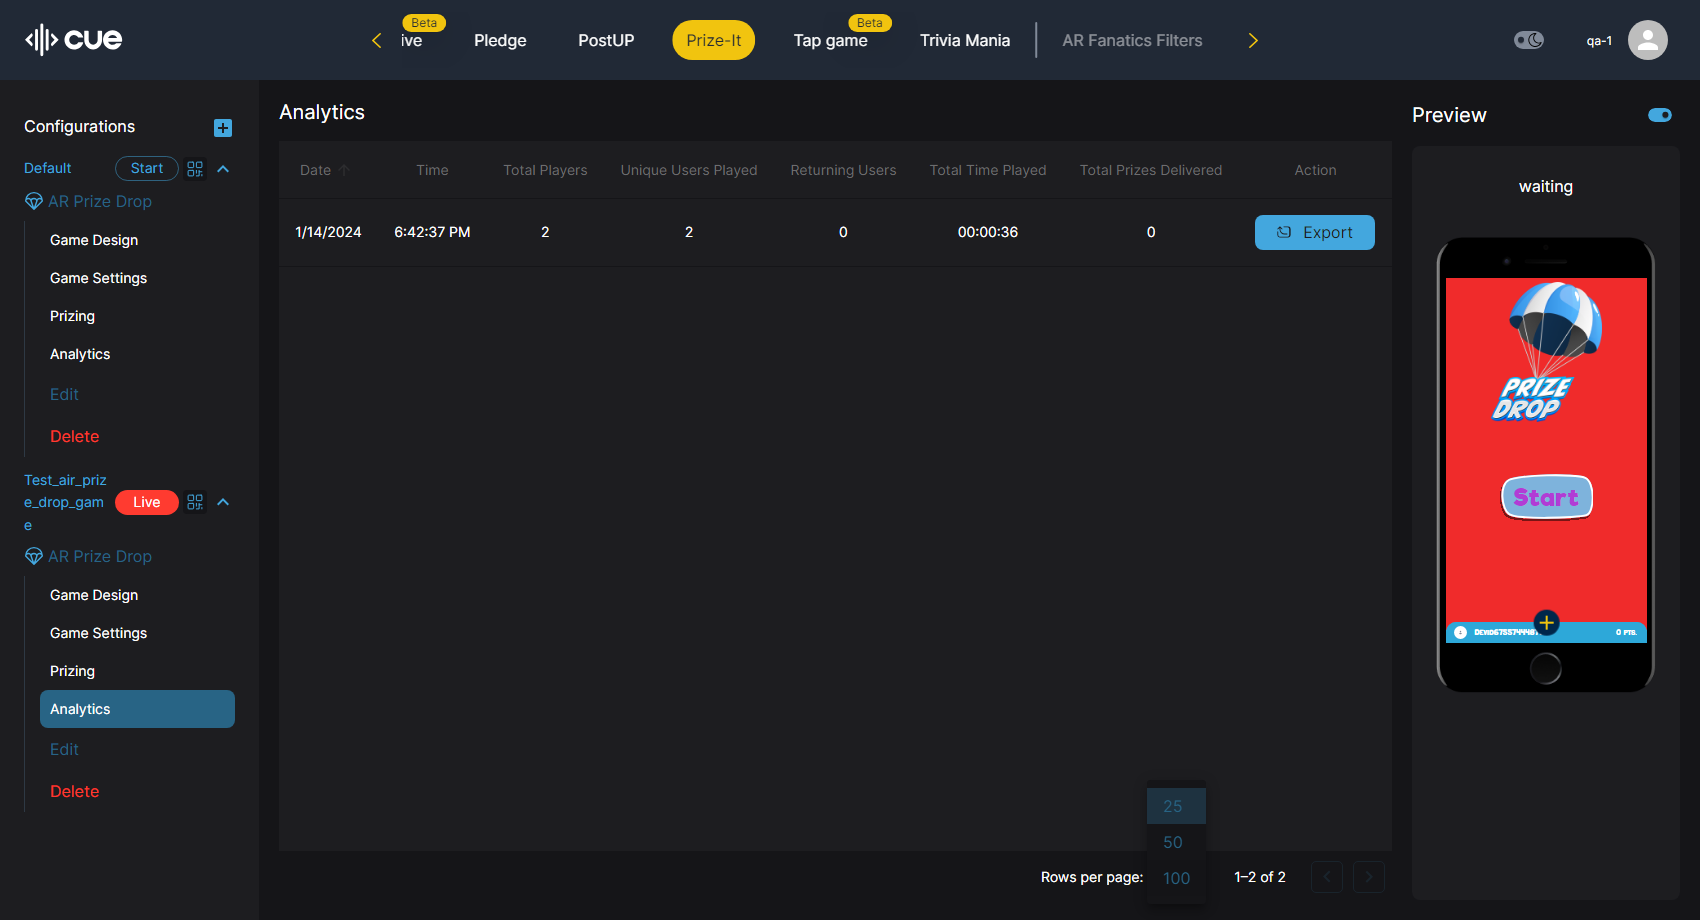 cue
Beta
ive
Pledge
PostUP
Prize-It
Beta
Tap game
Trivia Mania
AR Fanatics Filters
qa-1
Configurations
Default
Start
AR Prize Drop
Game Design
Game Settings
Prizing
Analytics
Edit
Delete
Test_air_priz
e_drop_gam
e
Live
AR Prize Drop
Game Design
Game Settings
Prizing
Analytics
Edit
Delete
Analytics
Date Time Total Players Unique Users Played Returning Users Total Time Played Total Prizes Delivered Action
1/14/2024 6:42:37 PM 2 2 0 00:00:36 0 Export
25
50
100
Rows per page:
1–2 of 2
Preview
waiting
PRIZE
DROP
Start
0 PTS.